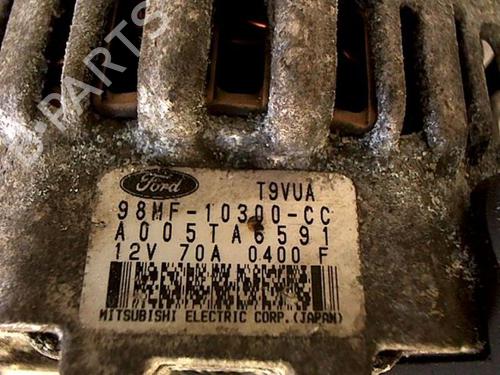 B-PARTS
Ford
T9VUA
98MF-10300-CC
A005TA6591
12V 70A 0400 F
MITSUBISHI ELECTRIC CORP.(JAPAN)